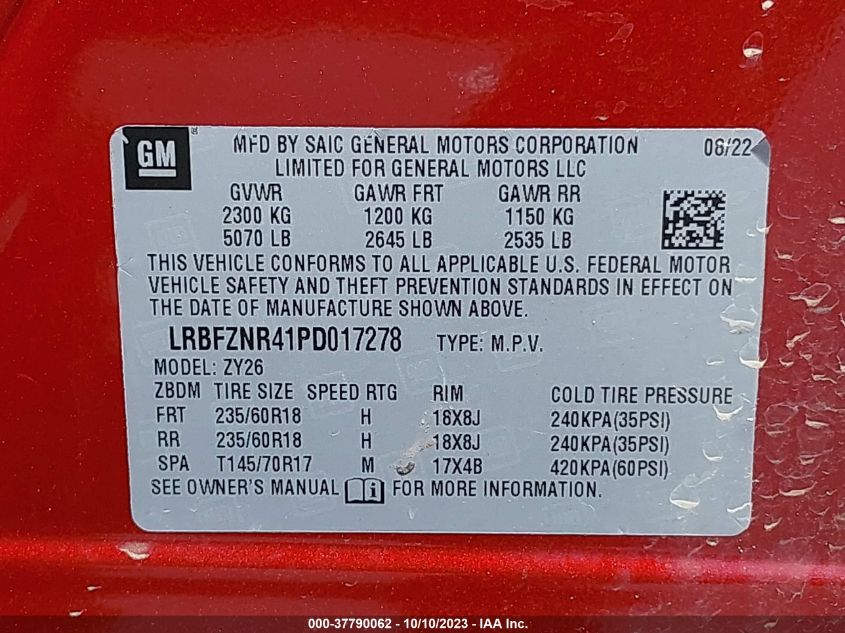 GM ®
MFD BY SAIC GENERAL MOTORS CORPORATION 08/22
LIMITED FOR GENERAL MOTORS LLC
GVWR GAWR FRT GAWR RR
2300 KG 1200 KG 1150 KG
5070 LB 2645 LB 2535 LB
THIS VEHICLE CONFORMS TO ALL APPLICABLE U.S. FEDERAL MOTOR
VEHICLE SAFETY AND THEFT PREVENTION STANDARDS IN EFFECT ON
THE DATE OF MANUFACTURE SHOWN ABOVE.
LRBFZNR41PD017278 TYPE: M.P.V.
MODEL: ZY26
ZBDM TIRE SIZE SPEED RTG RIM COLD TIRE PRESSURE
FRT 235/60R18 H 18X8J 240KPA(35PSI)
RR 235/60R18 H 18X8J 240KPA(35PSI)
SPA T145/70R17 M 17X4B 420KPA(60PSI)
SEE OWNER'S MANUAL i FOR MORE INFORMATION.
000-37790062 - 10/10/2023 - IAA Inc.